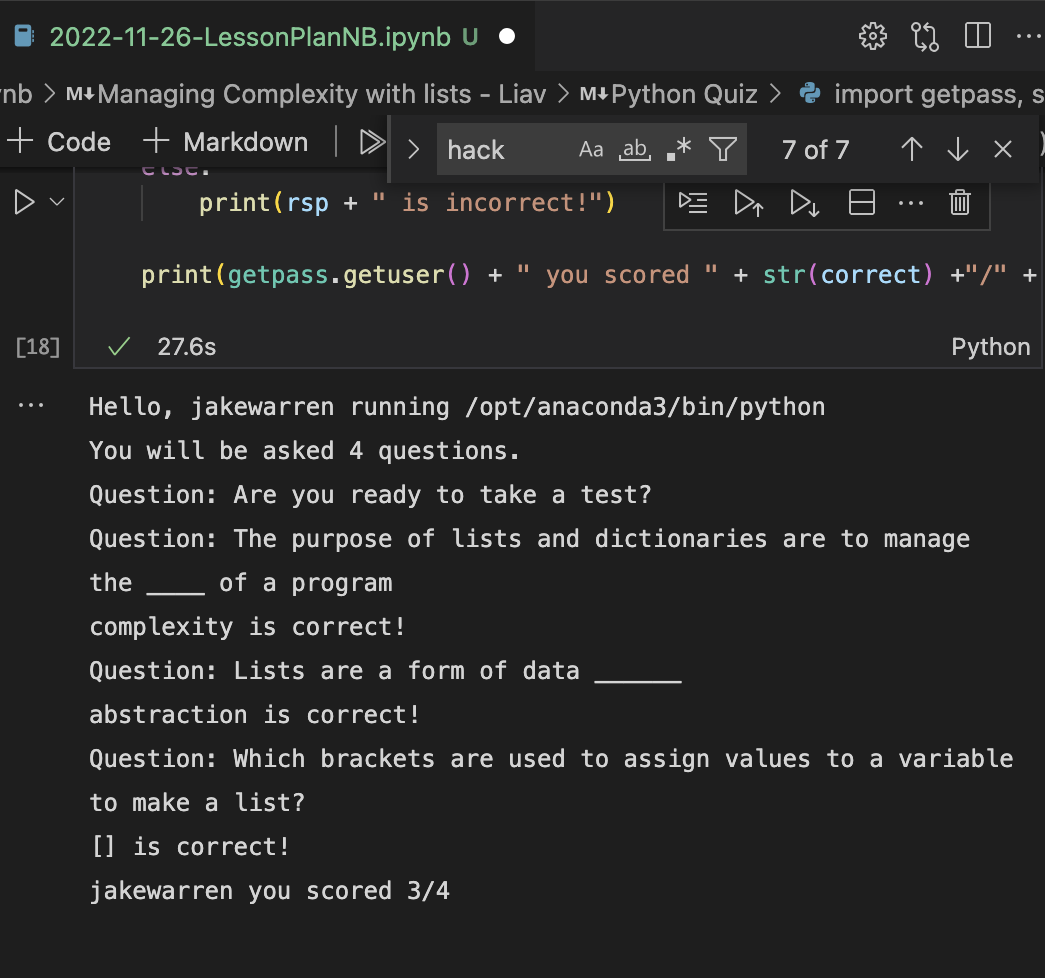 2022-11-26-LessonPlanNB.ipynb U
nb > M↓Managing Complexity with lists - Liav > M↓Python Quiz > import getpass, s
+ Code + Markdown
hack Aa ab .* 7 of 7
else:
print(rsp + " is incorrect!")
print(getpass.getuser() + " you scored " + str(correct) +"/" +
[18] ✓ 27.6s Python
Hello, jakewarren running /opt/anaconda3/bin/python
You will be asked 4 questions.
Question: Are you ready to take a test?
Question: The purpose of lists and dictionaries are to manage
the ____ of a program
complexity is correct!
Question: Lists are a form of data ______
abstraction is correct!
Question: Which brackets are used to assign values to a variable
to make a list?
[] is correct!
jakewarren you scored 3/4